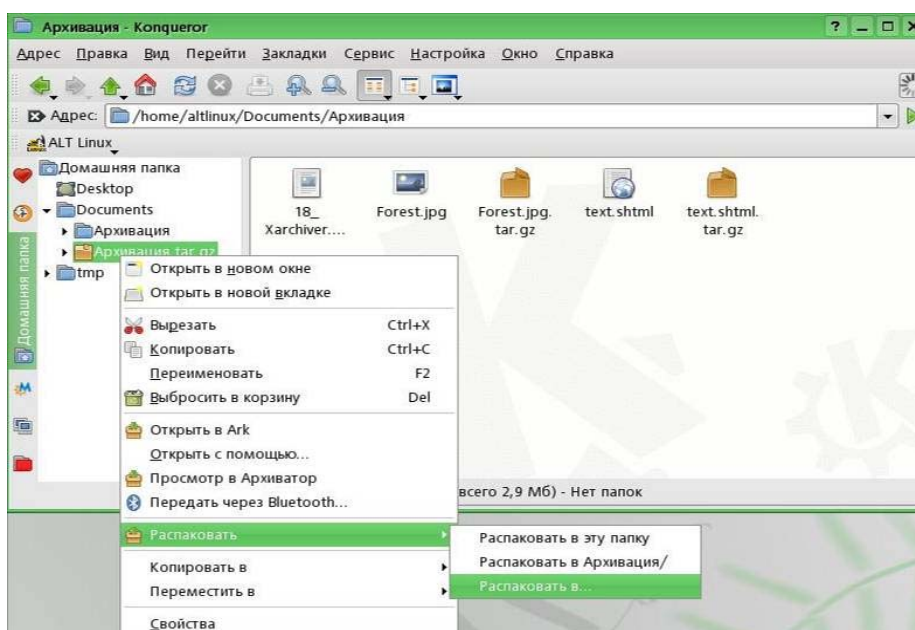 Архивация - Konqueror
Адрес Правка Вид Перейти Закладки Сервис Настройка Окно Справка
Адрес: /home/altlinux/Documents/Архивация
ALT Linux
Домашняя папка
Desktop
Documents
Архивация
Архивация.tar.gz
tmp
Домашняя папка
18_
Xarchiver....
Forest.jpg
Forest.jpg.
tar.gz
text.shtml
text.shtml.
tar.gz
Открыть в новом окне
Открыть в новой вкладке
Вырезать Ctrl+X
Копировать Ctrl+C
Переименовать F2
Выбросить в корзину Del
Открыть в Ark
Открыть с помощью...
Просмотр в Архиватор
Передать через Bluetooth...
всего 2,9 Мб) - Нет папок
Распаковать
Распаковать в эту папку
Распаковать в Архивация/
Распаковать в...
Копировать в
Переместить в
Свойства